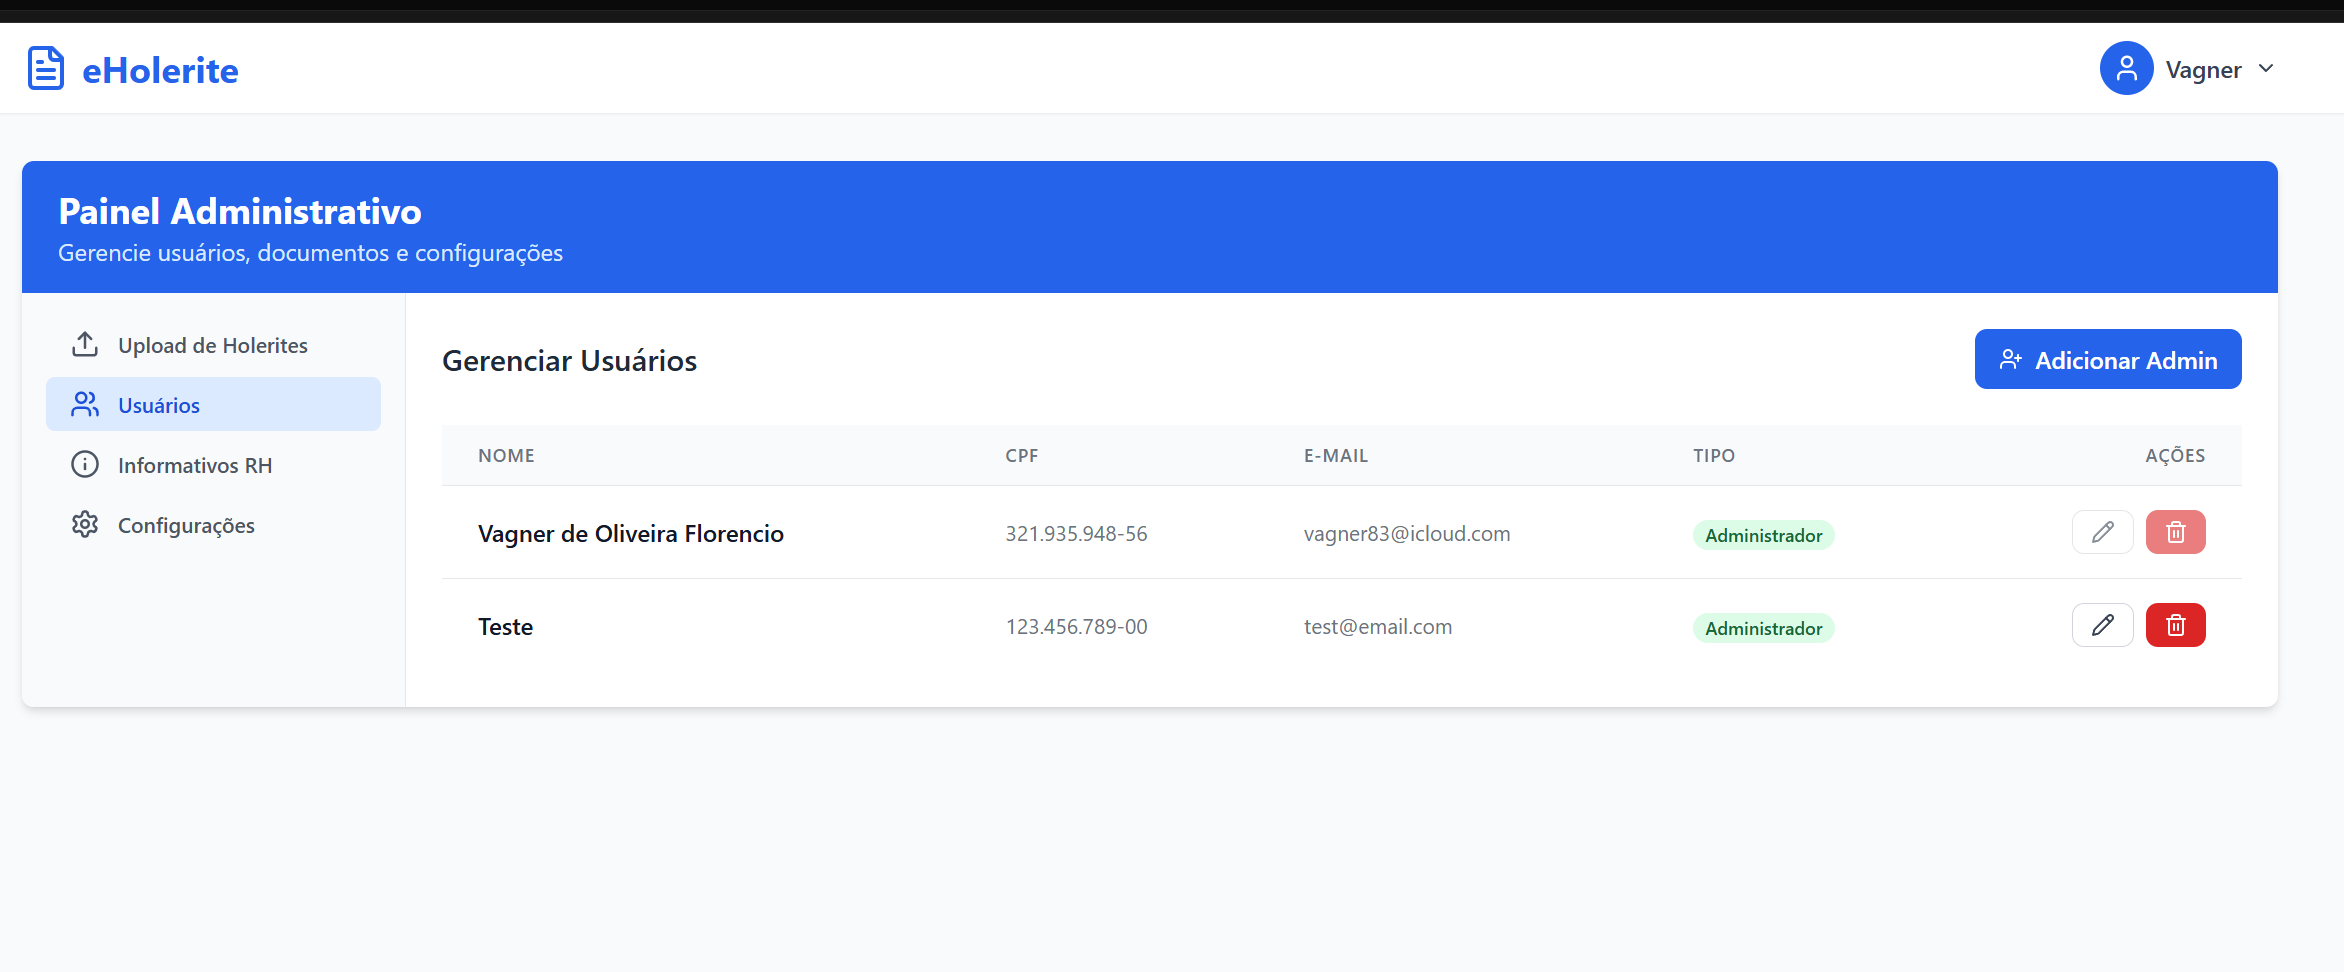 eHolerite
Vagner
Painel Administrativo
Gerencie usuários, documentos e configurações
Upload de Holerites
Usuários
Informativos RH
Configurações
Gerenciar Usuários
Adicionar Admin
NOME CPF E-MAIL TIPO AÇÕES
Vagner de Oliveira Florencio 321.935.948-56 vagner83@icloud.com Administrador
Teste 123.456.789-00 test@email.com Administrador